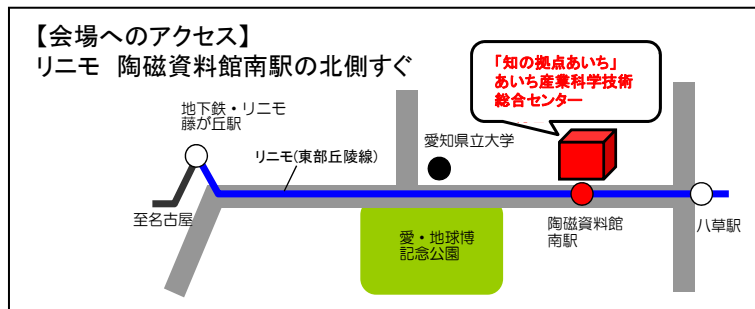 【会場へのアクセス】
リニモ 陶磁資料館南駅の北側すぐ
「知の拠点あいち」
あいち産業科学技術
総合センター
地下鉄・リニモ
藤が丘駅
愛知県立大学
リニモ(東部丘陵線)
至名古屋
愛・地球博
記念公園
陶磁資料館
南駅
八草駅